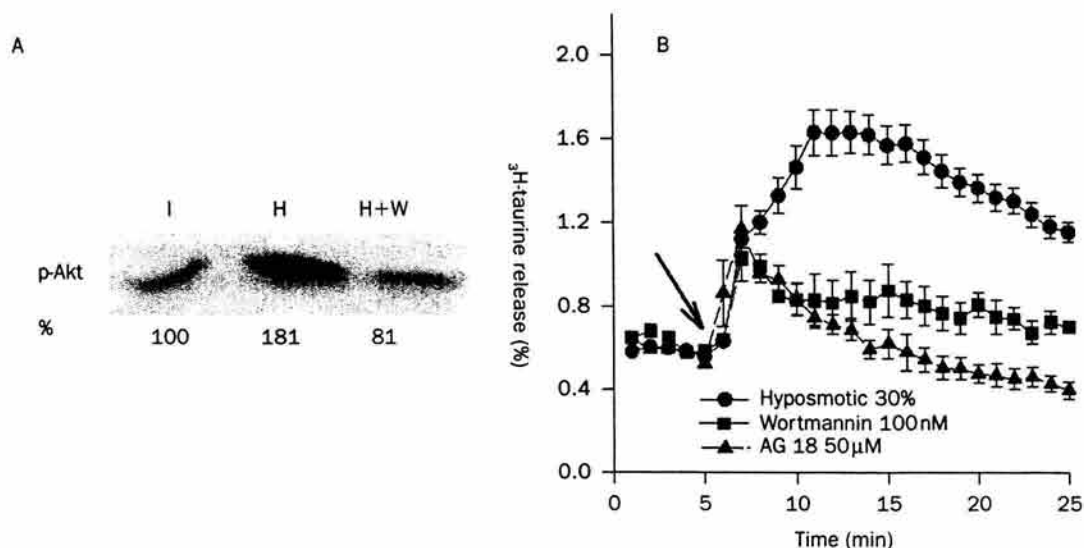 A
I H H+W
p-Akt
% 100 181 81
B
³H-taurine release (%)
2.0
1.6
1.2
0.8
0.4
0.0
Hyposmotic 30%
Wortmannin 100nM
AG 18 50µM
0 5 10 15 20 25
Time (min)